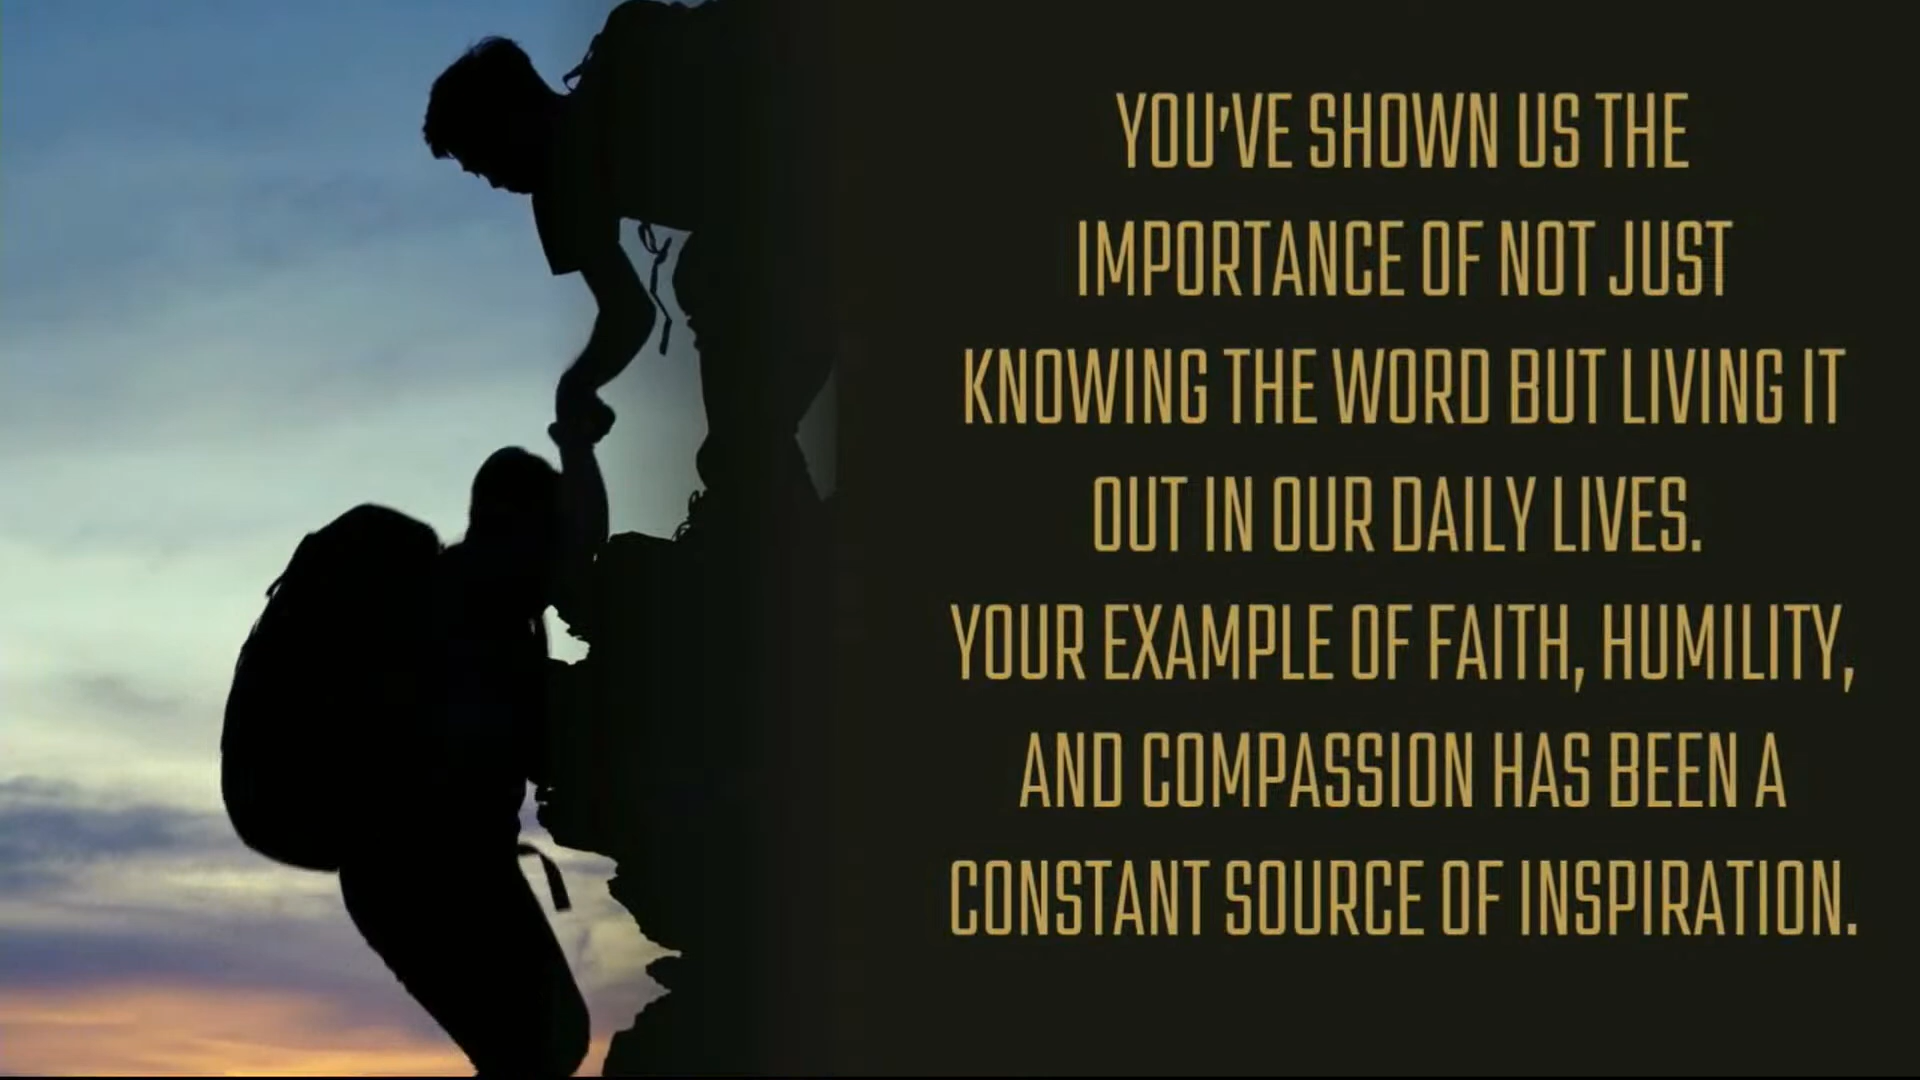 YOU'VE SHOWN US THE
IMPORTANCE OF NOT JUST
KNOWING THE WORD BUT LIVING IT
OUT IN OUR DAILY LIVES.
YOUR EXAMPLE OF FAITH, HUMILITY,
AND COMPASSION HAS BEEN A
CONSTANT SOURCE OF INSPIRATION.